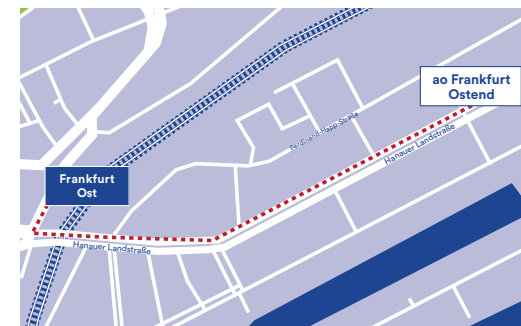 ao Frankfurt
Ostend
Ferdinand-Happ-Straße
Hanauer Landstraße
Frankfurt
Ost
Hanauer Landstraße